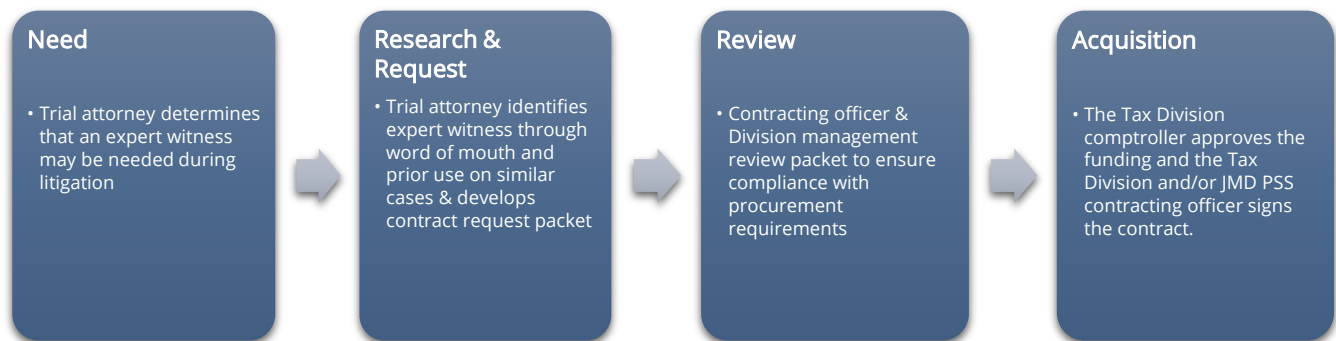 Need
• Trial attorney determines
that an expert witness
may be needed during
litigation
Research &
Request
• Trial attorney identifies
expert witness through
word of mouth and
prior use on similar
cases & develops
contract request packet
Review
• Contracting officer &
Division management
review packet to ensure
compliance with
procurement
requirements
Acquisition
• The Tax Division
comptroller approves the
funding and the Tax
Division and/or JMD PSS
contracting officer signs
the contract.